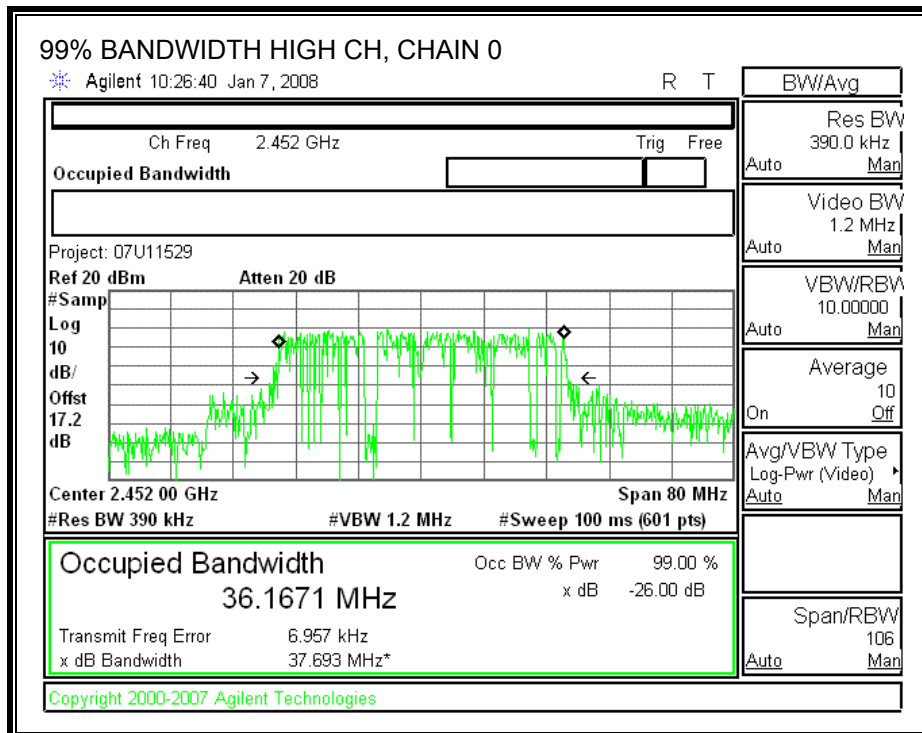 99% BANDWIDTH HIGH CH, CHAIN 0
Agilent 10:26:40 Jan 7, 2008 R T
Ch Freq 2.452 GHz Trig Free
Occupied Bandwidth
Project: 07U11529
Ref 20 dBm Atten 20 dB
#Samp
Log
10
dB/
Offst
17.2
dB
Center 2.452 00 GHz Span 80 MHz
#Res BW 390 kHz #VBW 1.2 MHz #Sweep 100 ms (601 pts)
Occupied Bandwidth
36.1671 MHz
Occ BW % Pwr 99.00 %
x dB -26.00 dB
Transmit Freq Error 6.957 kHz
x dB Bandwidth 37.693 MHz*
Copyright 2000-2007 Agilent Technologies
BW/Avg
Res BW
390.0 kHz
Auto Man
Video BW
1.2 MHz
Auto Man
VBW/RBW
10.00000
Auto Man
Average
10
On Off
Avg/VBW Type
Log-Pwr (Video)
Auto Man
Span/RBW
106
Auto Man